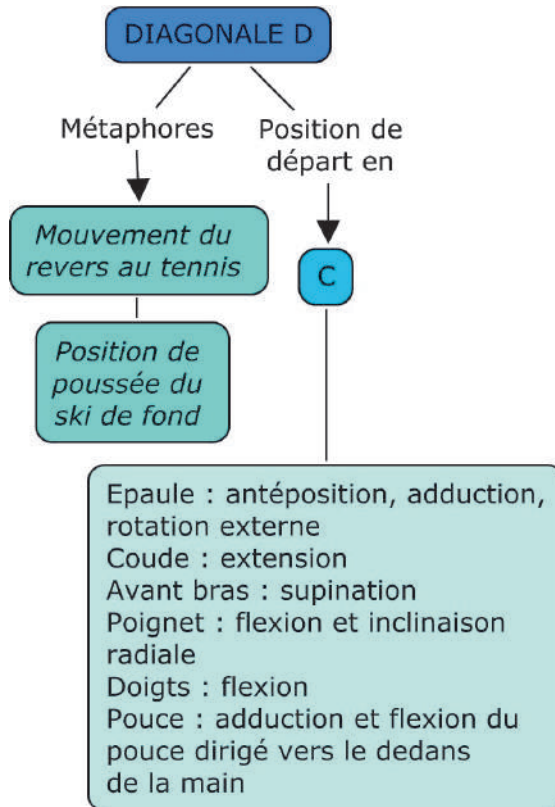 DIAGONALE D
Métaphores
Position de
départ en
Mouvement du
revers au tennis
C
Position de
poussée du
ski de fond
Epaule : antéposition, adduction,
rotation externe
Coude : extension
Avant bras : supination
Poignet : flexion et inclinaison
radiale
Doigts : flexion
Pouce : adduction et flexion du
pouce dirigé vers le dedans
de la main